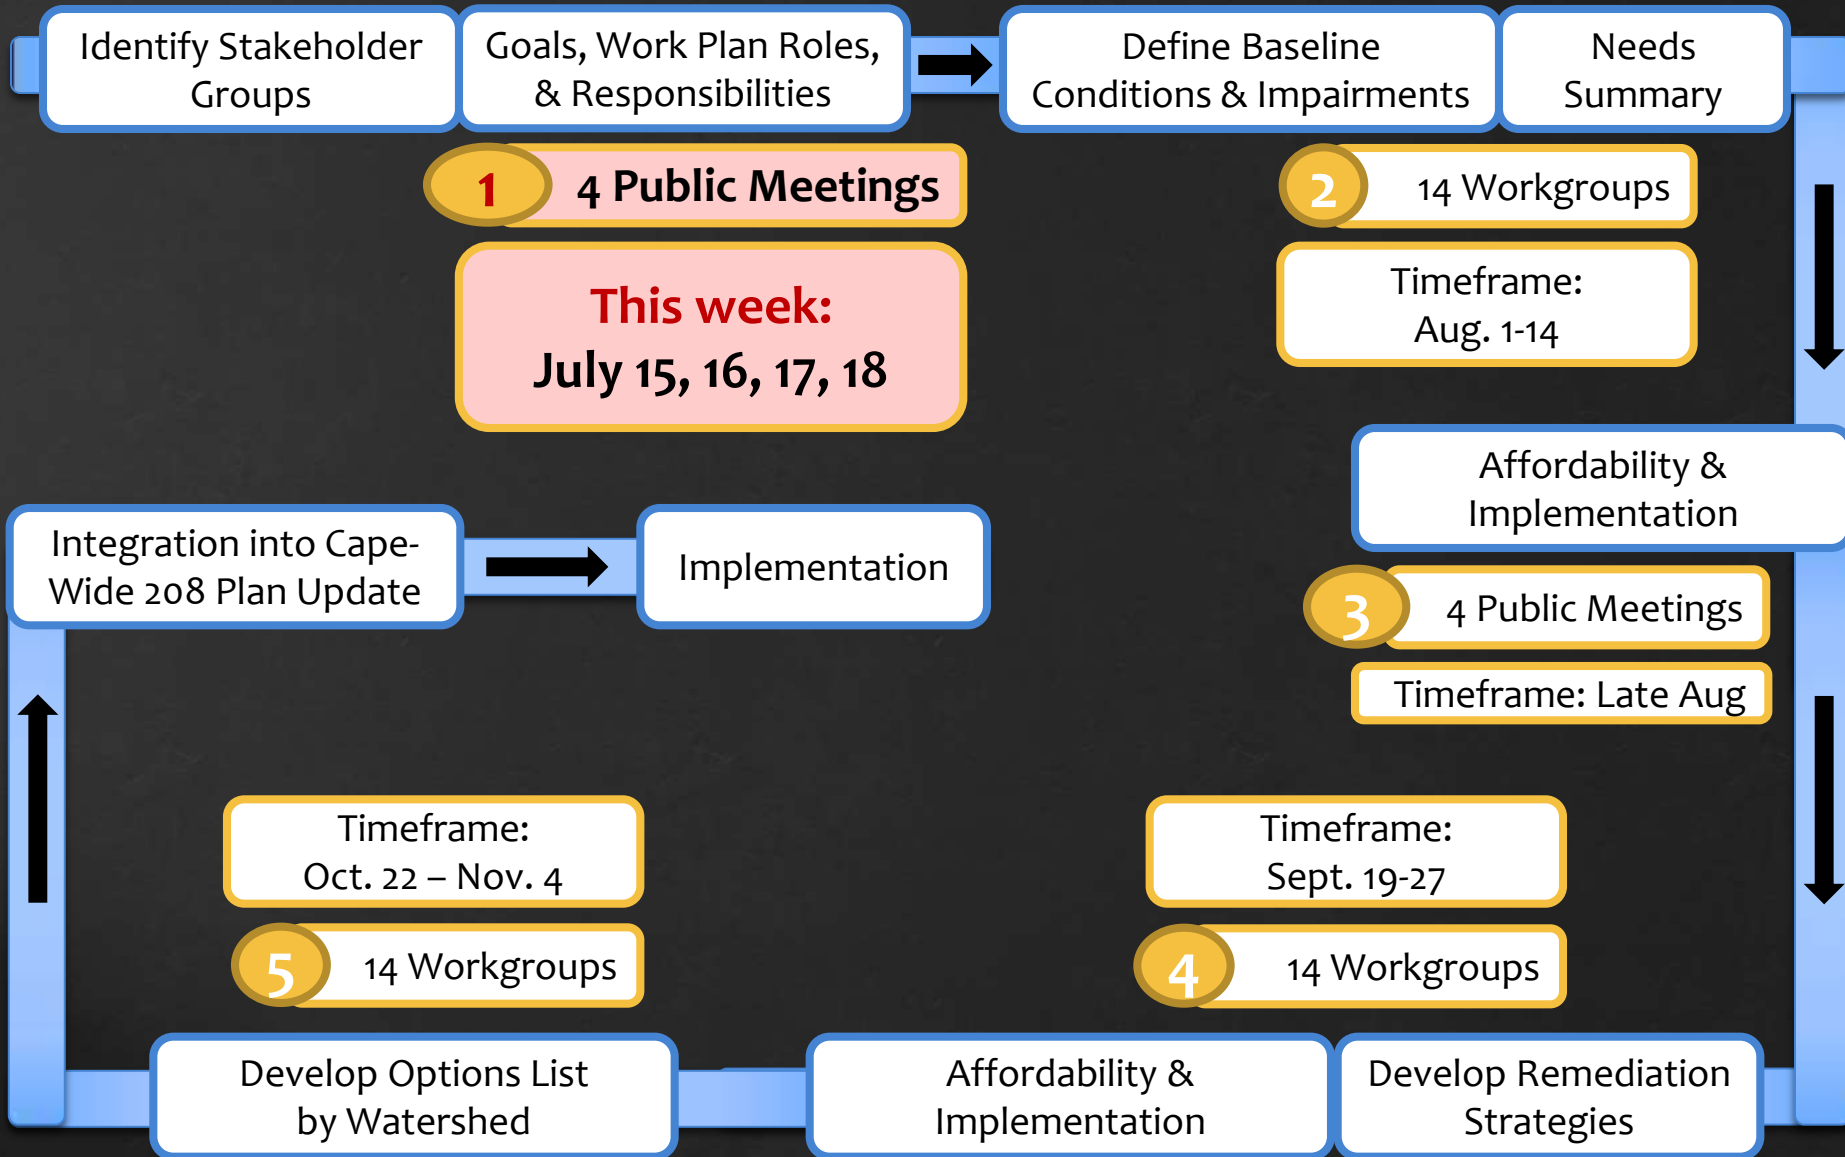 Identify Stakeholder
Groups
Goals, Work Plan Roles,
& Responsibilities
Define Baseline
Conditions & Impairments
Needs
Summary
1
4 Public Meetings
This week:
July 15, 16, 17, 18
2
14 Workgroups
Timeframe:
Aug. 1-14
Affordability &
Implementation
3
4 Public Meetings
Timeframe: Late Aug
Integration into Cape-
Wide 208 Plan Update
Implementation
Timeframe:
Oct. 22 – Nov. 4
5
14 Workgroups
Timeframe:
Sept. 19-27
4
14 Workgroups
Develop Options List
by Watershed
Affordability &
Implementation
Develop Remediation
Strategies